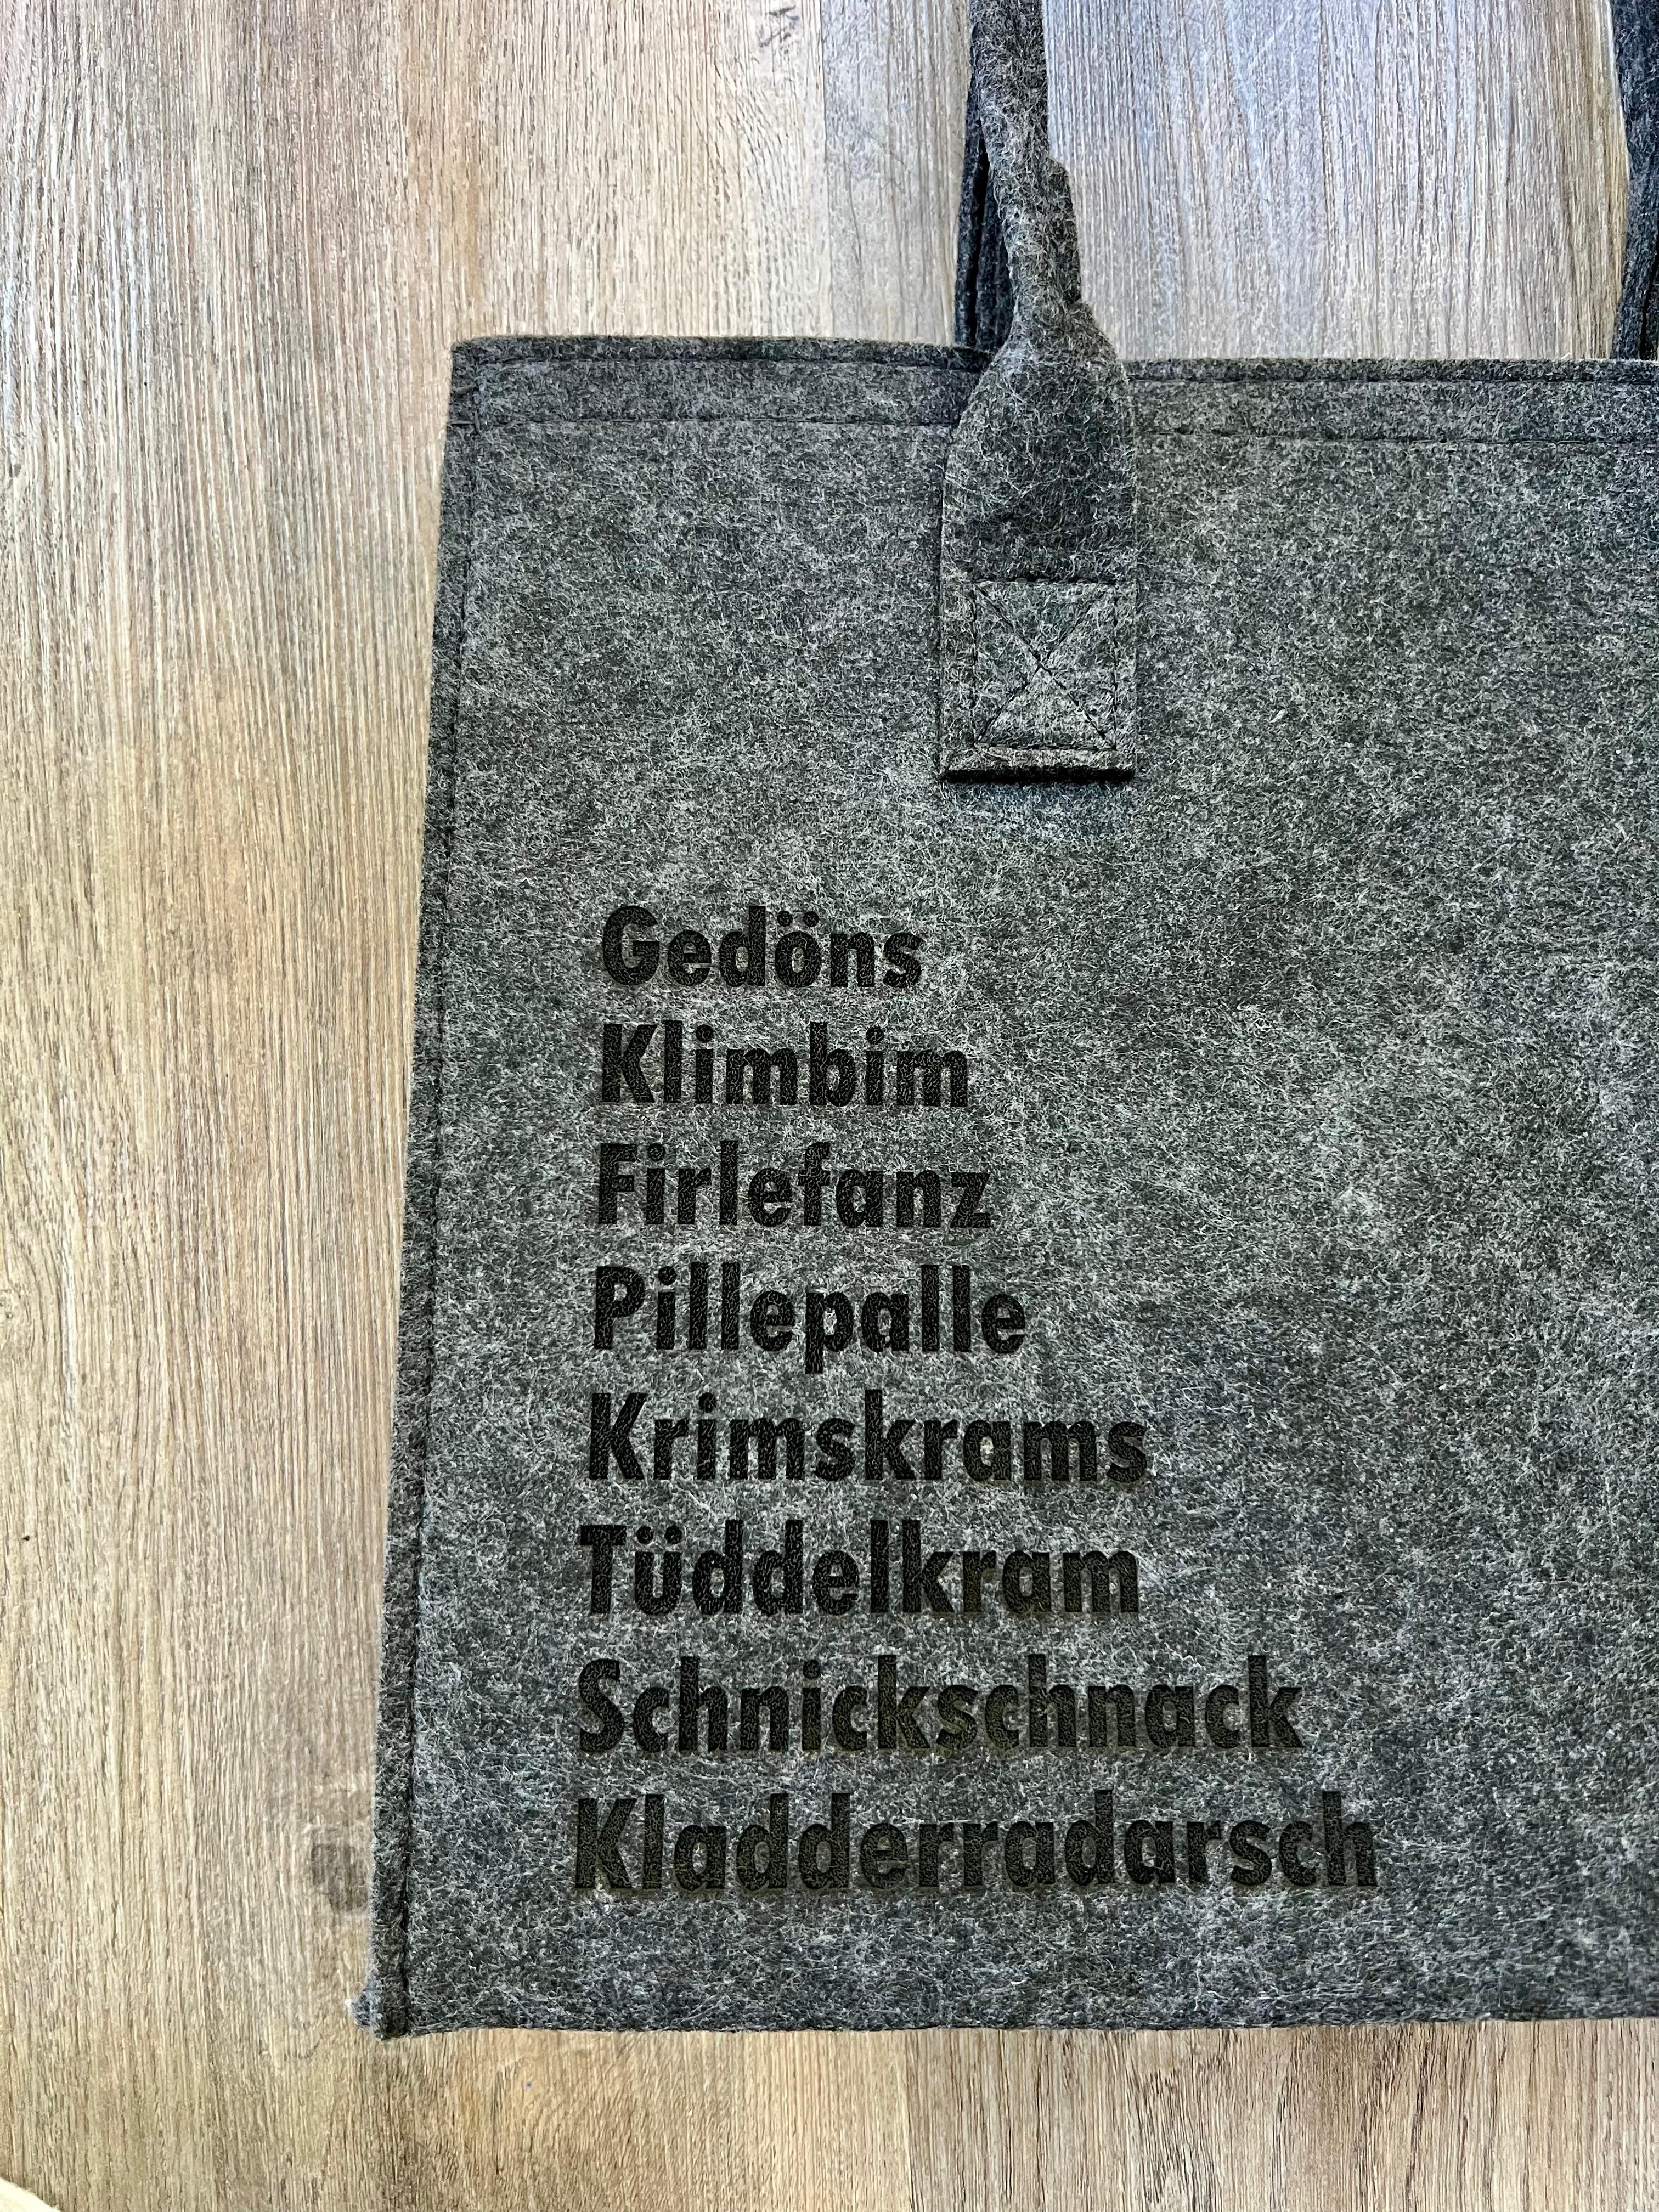 Gedöns
Klimbim
Firlefanz
Pillepalle
Krimskrams
Tüddelkram
Schnickschnack
Kladderradarsch